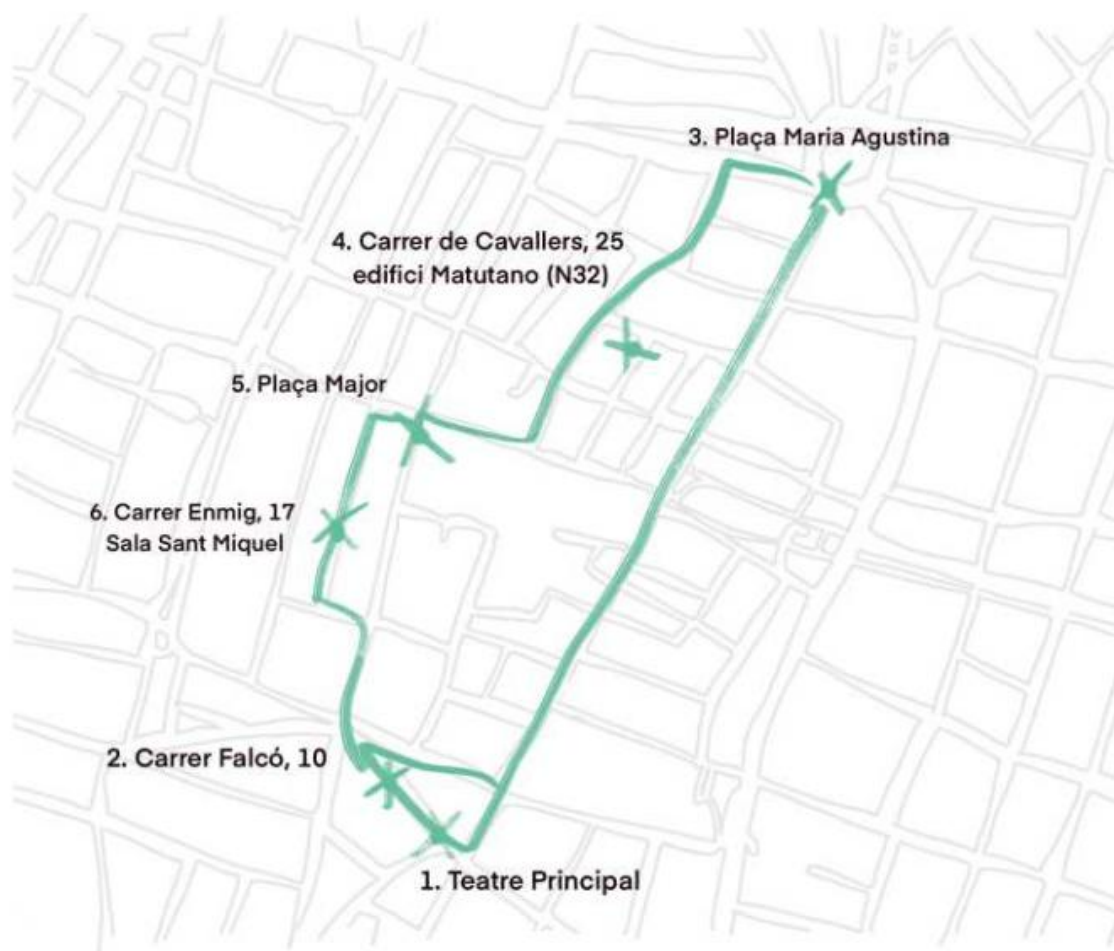 3. Plaça Maria Agustina
4. Carrer de Cavallers, 25
edifici Matutano (N32)
5. Plaça Major
6. Carrer Enmig, 17
Sala Sant Miquel
2. Carrer Falcó, 10
1. Teatre Principal